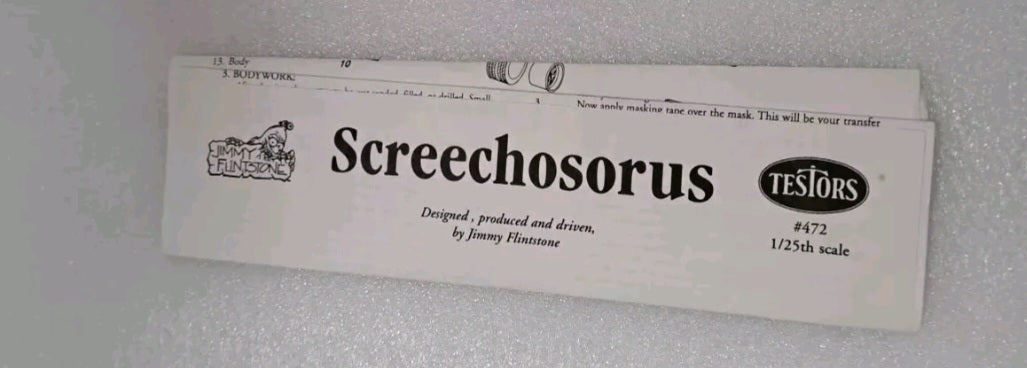 13. Body
10
3. BODYWORK:
3
Now apply masking tape over the mask. This will be your transfer
JIMMY
FLINTSTONE
Screechosorus
TESTORS
#472
1/25th scale
Designed , produced and driven,
by Jimmy Flintstone